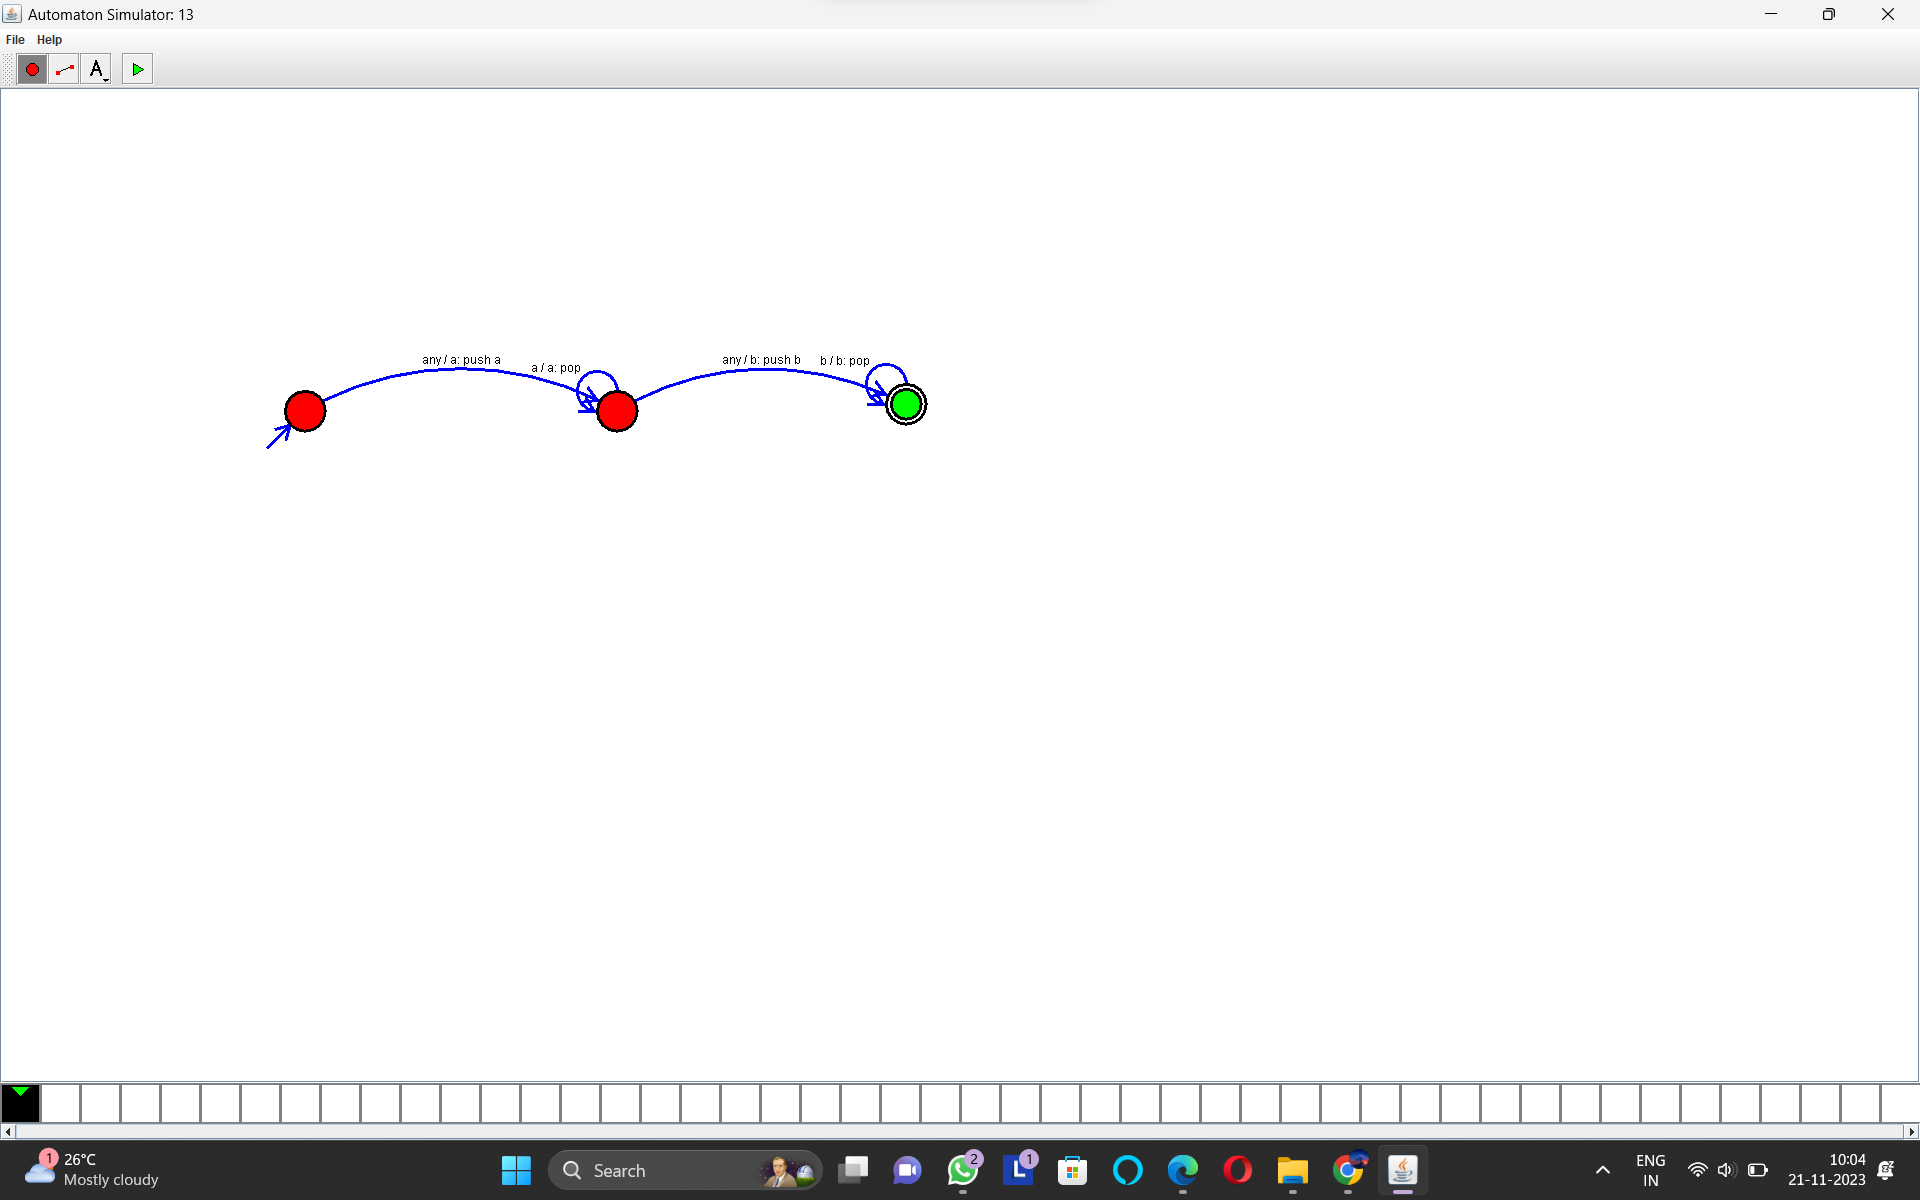 Automaton Simulator: 13
File Help
A
any / a: push a
a / a: pop
any / b: push b
b / b: pop
1
26°C
Mostly cloudy
Search
2
L
1
ENG
IN
10:04
21-11-2023